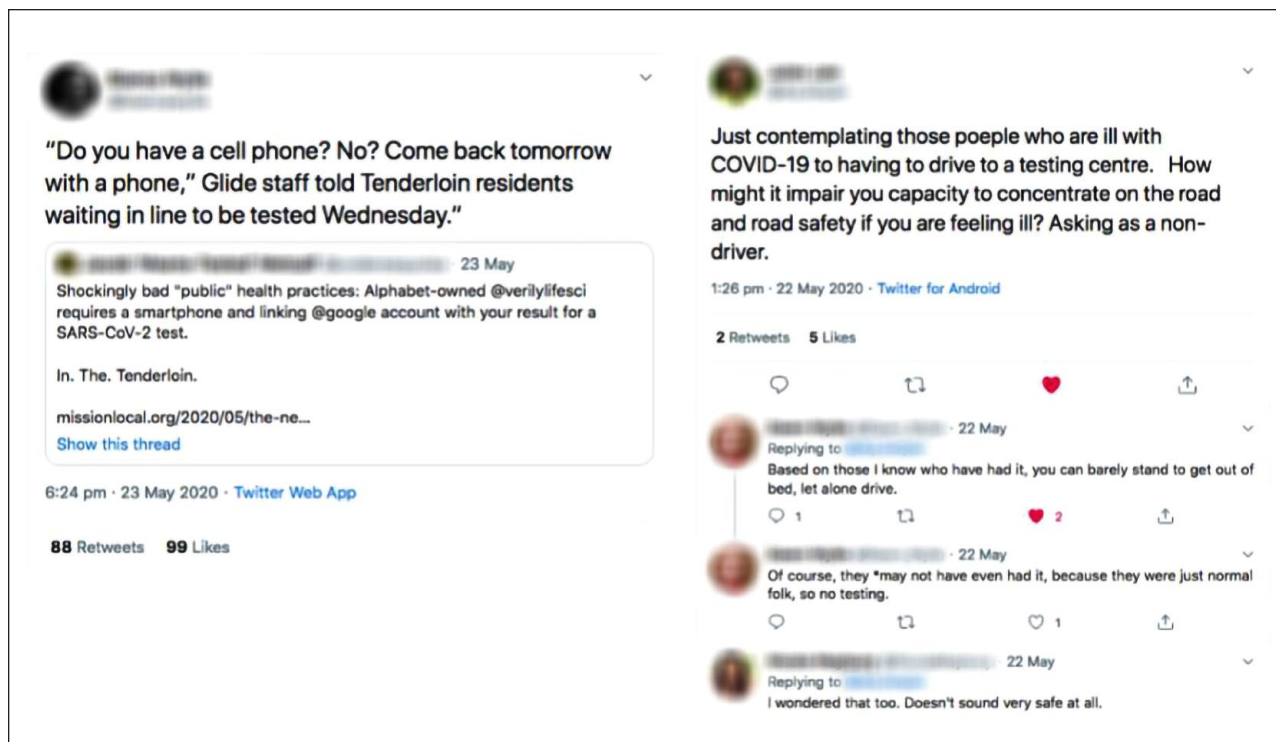 “Do you have a cell phone? No? Come back tomorrow
with a phone,” Glide staff told Tenderloin residents
waiting in line to be tested Wednesday.”
23 May
Shockingly bad "public" health practices: Alphabet-owned @verilylifesci
requires a smartphone and linking @google account with your result for a
SARS-CoV-2 test.
In. The. Tenderloin.
missionlocal.org/2020/05/the-ne...
Show this thread
6:24 pm · 23 May 2020 · Twitter Web App
88 Retweets 99 Likes
Just contemplating those poeple who are ill with
COVID-19 to having to drive to a testing centre. How
might it impair you capacity to concentrate on the road
and road safety if you are feeling ill? Asking as a non-
driver.
1:26 pm · 22 May 2020 · Twitter for Android
2 Retweets 5 Likes
· 22 May
Replying to
Based on those I know who have had it, you can barely stand to get out of
bed, let alone drive.
1 2
· 22 May
Of course, they *may not have even had it, because they were just normal
folk, so no testing.
1
22 May
Replying to
I wondered that too. Doesn't sound very safe at all.